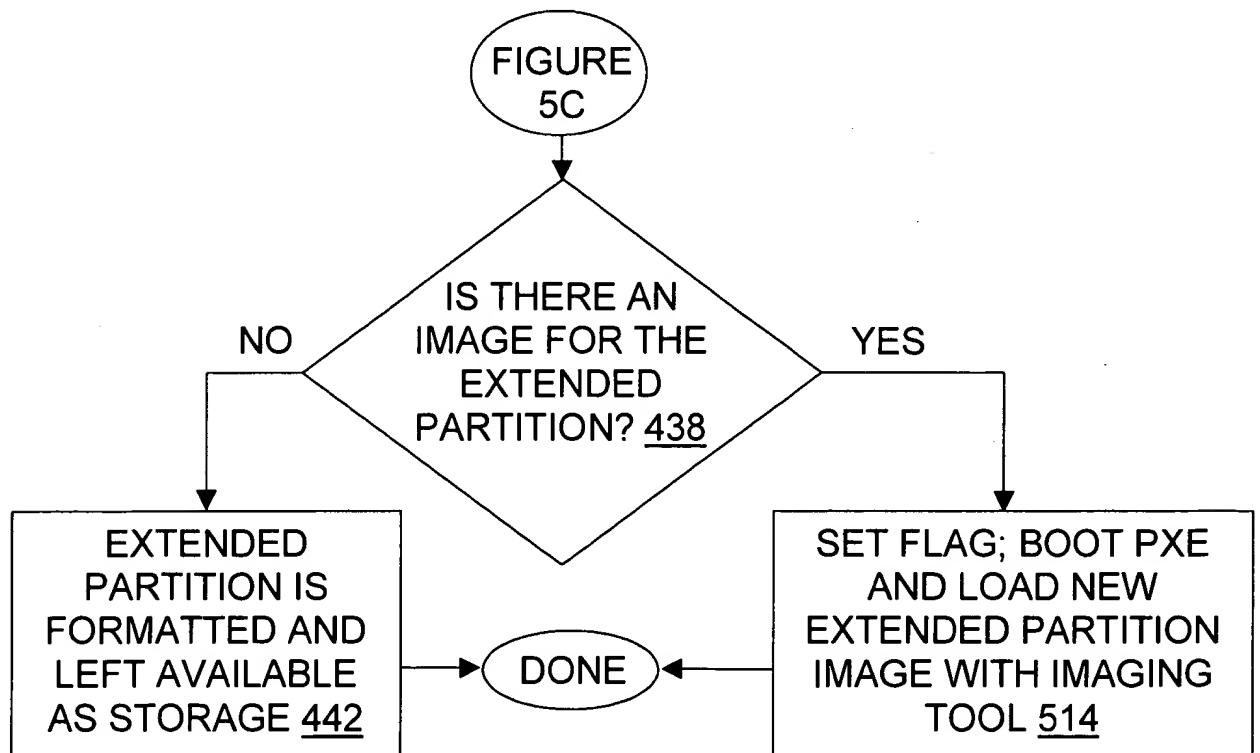 FIGURE
5C
IS THERE AN
IMAGE FOR THE
EXTENDED
PARTITION? 438
NO
YES
EXTENDED
PARTITION IS
FORMATTED AND
LEFT AVAILABLE
AS STORAGE 442
DONE
SET FLAG; BOOT PXE
AND LOAD NEW
EXTENDED PARTITION
IMAGE WITH IMAGING
TOOL 514